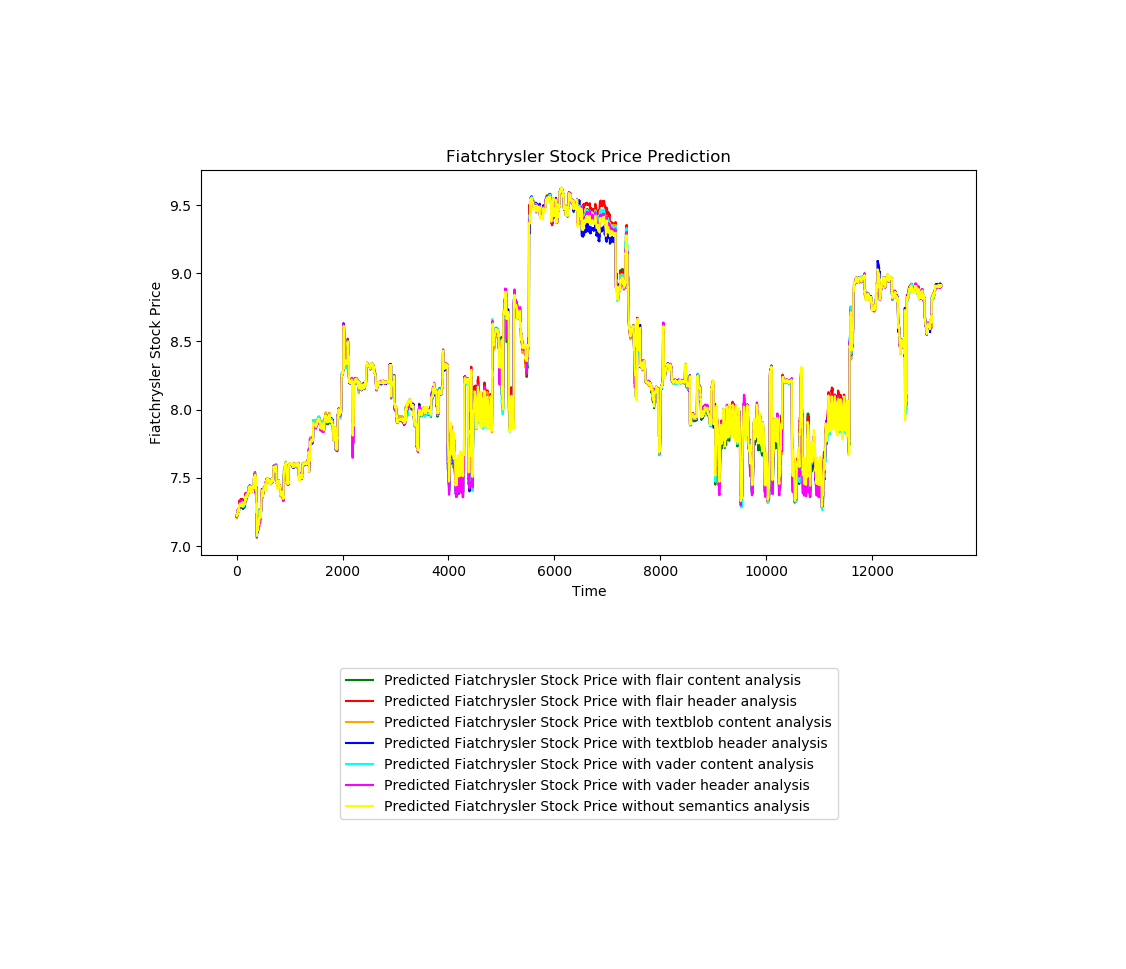 Fiatchrysler Stock Price Prediction
Fiatchrysler Stock Price
9.5
9.0
8.5
8.0
7.5
7.0
0 2000 4000 6000 8000 10000 12000
Time
Predicted Fiatchrysler Stock Price with flair content analysis
Predicted Fiatchrysler Stock Price with flair header analysis
Predicted Fiatchrysler Stock Price with textblob content analysis
Predicted Fiatchrysler Stock Price with textblob header analysis
Predicted Fiatchrysler Stock Price with vader content analysis
Predicted Fiatchrysler Stock Price with vader header analysis
Predicted Fiatchrysler Stock Price without semantics analysis